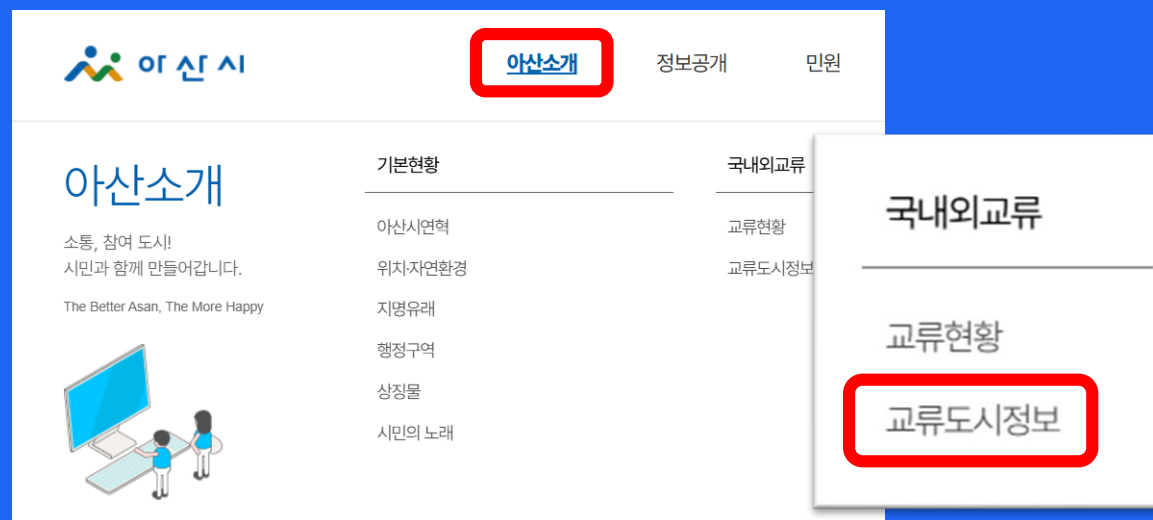 아산시
아산소개 정보공개 민원
아산소개
소통, 참여 도시!
시민과 함께 만들어갑니다.
The Better Asan, The More Happy
기본현황
아산시연혁
위치·자연환경
지명유래
행정구역
상징물
시민의 노래
국내외교류
교류현황
교류도시정보
국내외교류
교류현황
교류도시정보